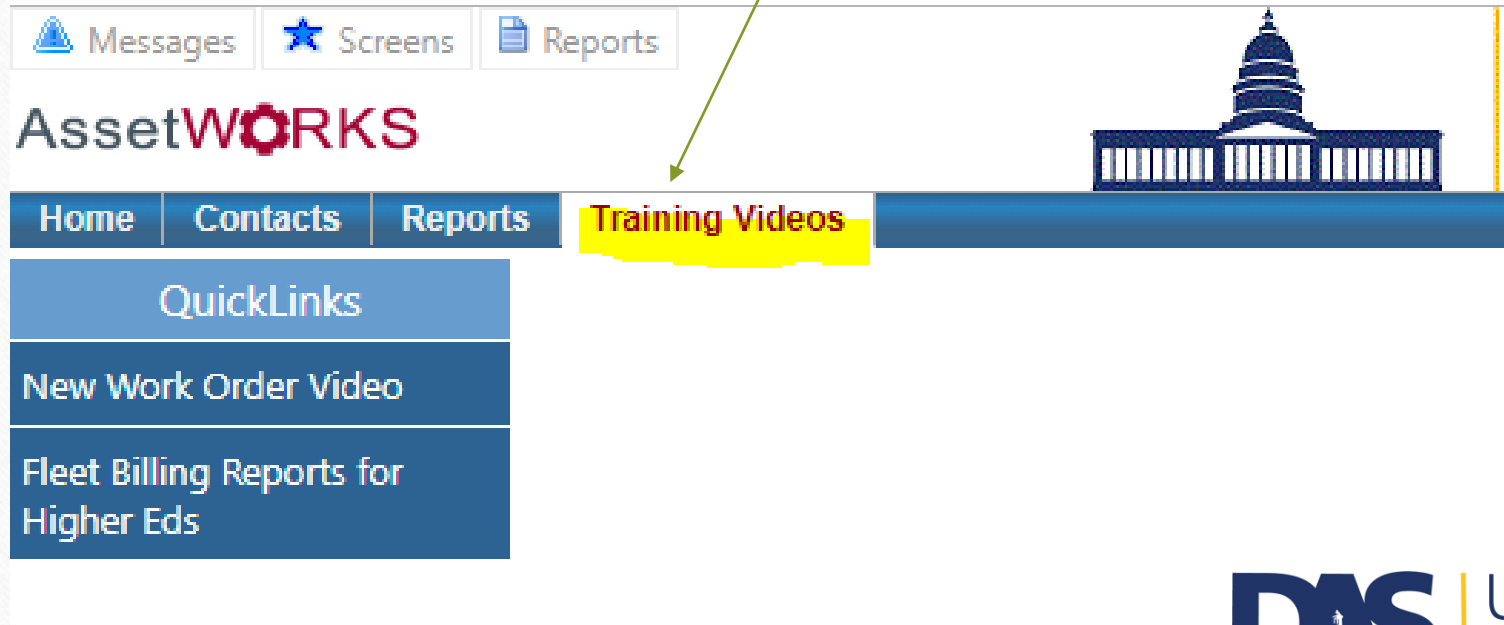 Messages Screens Reports
AssetWORKS
Home Contacts Reports Training Videos
QuickLinks
New Work Order Video
Fleet Billing Reports for
Higher Eds
DAS